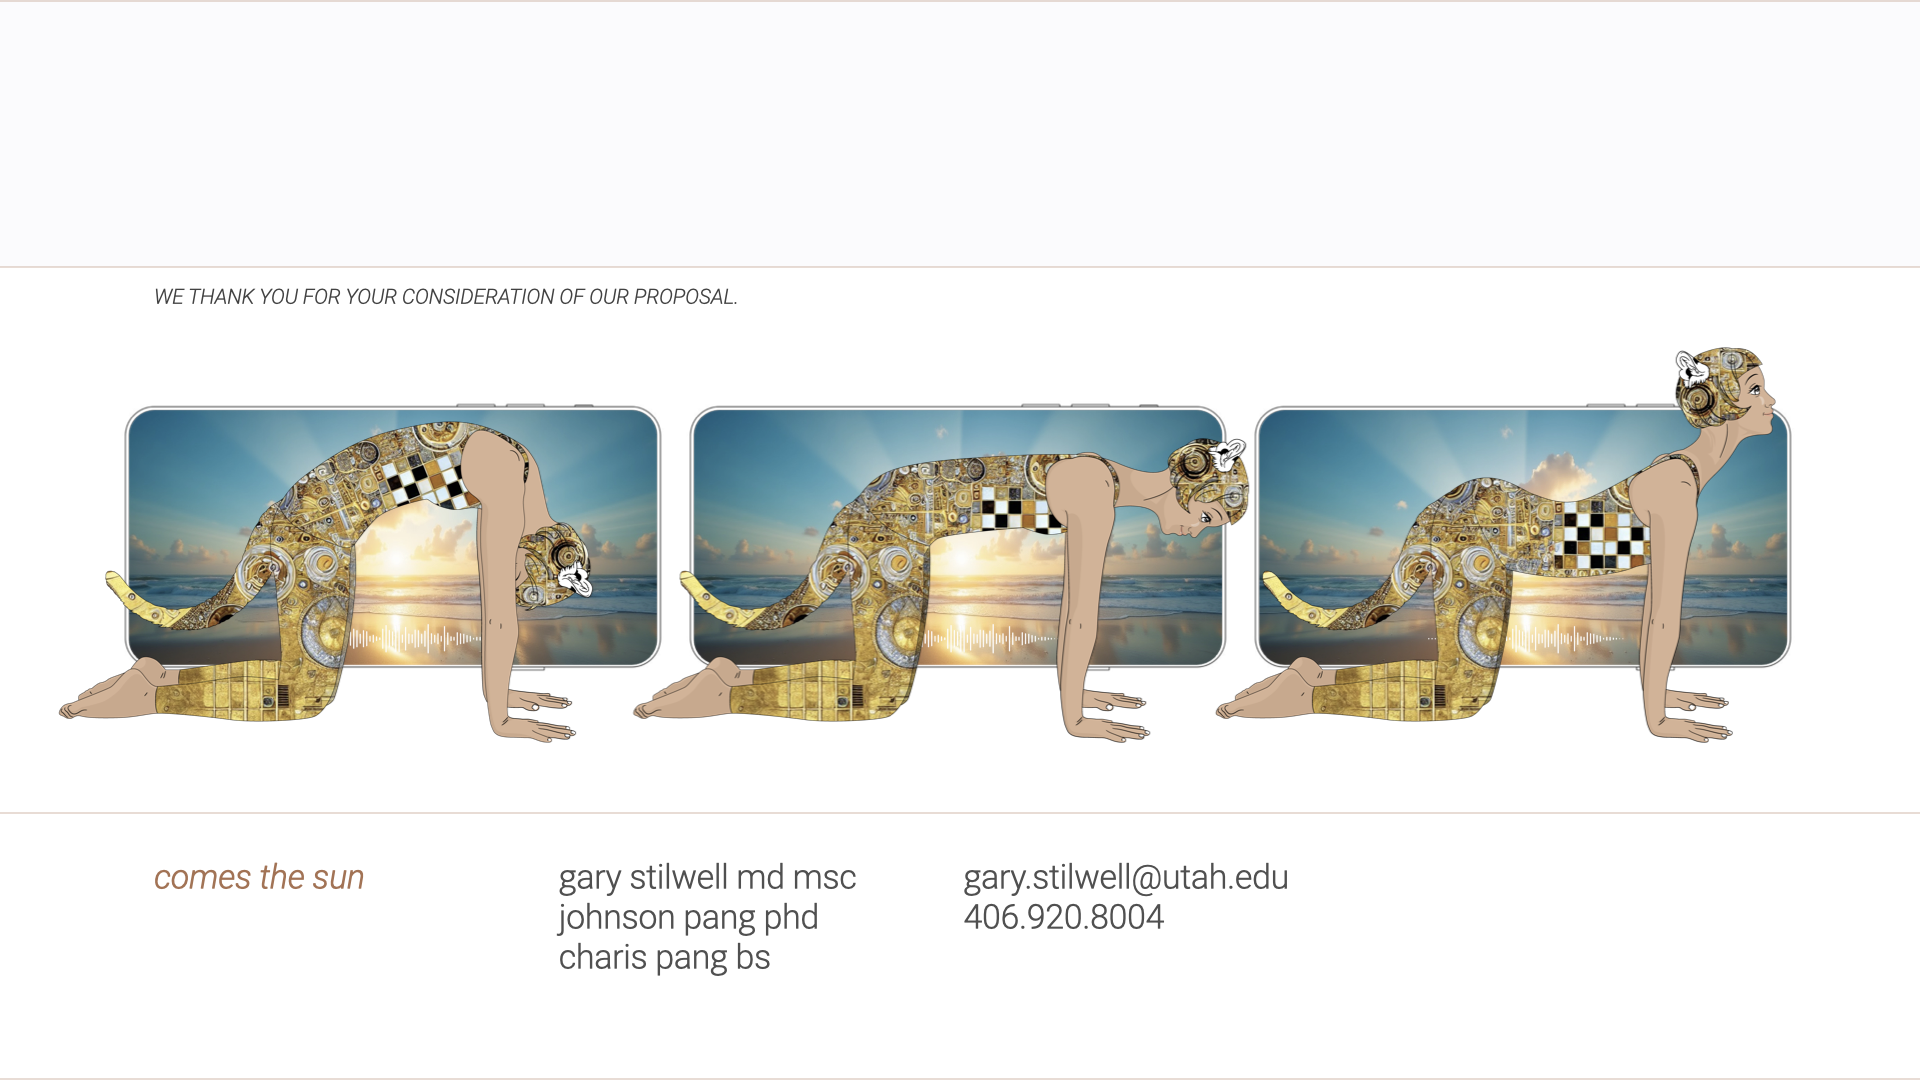 WE THANK YOU FOR YOUR CONSIDERATION OF OUR PROPOSAL.
comes the sun
gary stilwell md msc
johnson pang phd
charis pang bs
gary.stilwell@utah.edu
406.920.8004